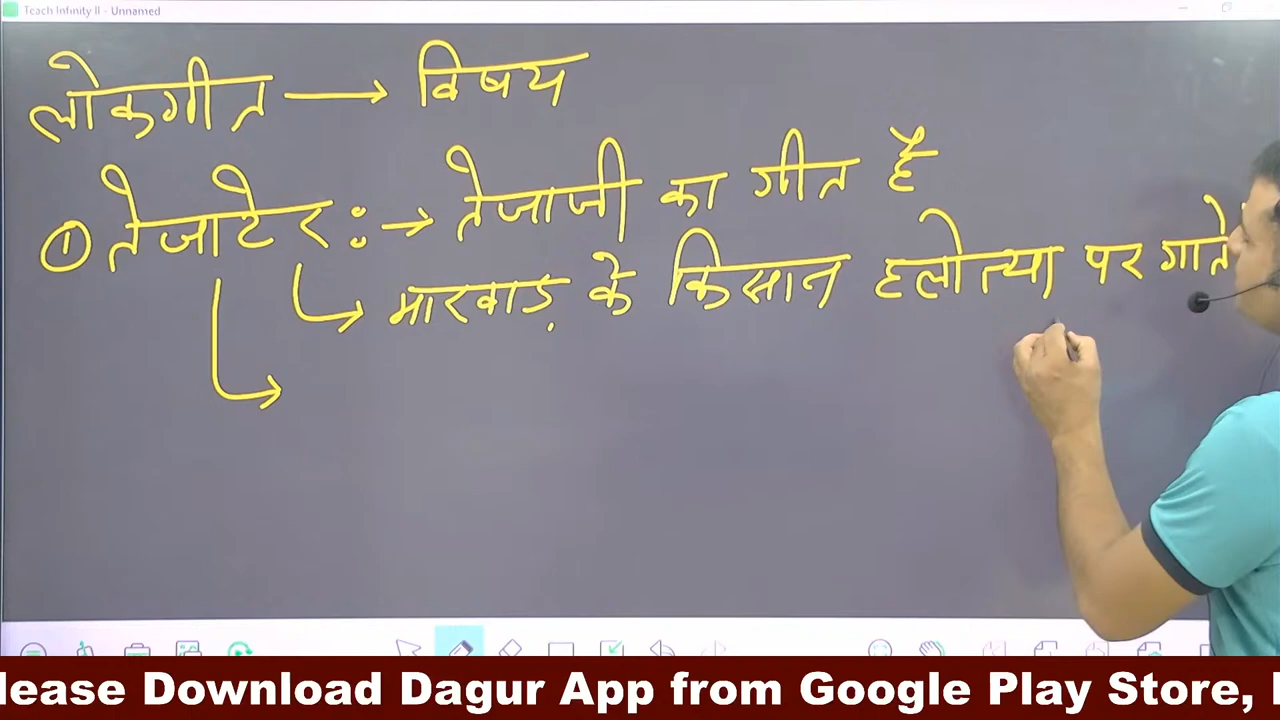 Teach Infinity II - Unnamed
लोकगीत → विषय
① तेजाटेर :→ तेजाजी का गीत है
↳ मारवाड़ के किसान हलोत्या पर गाते
↳
lease Download Dagur App from Google Play Store,